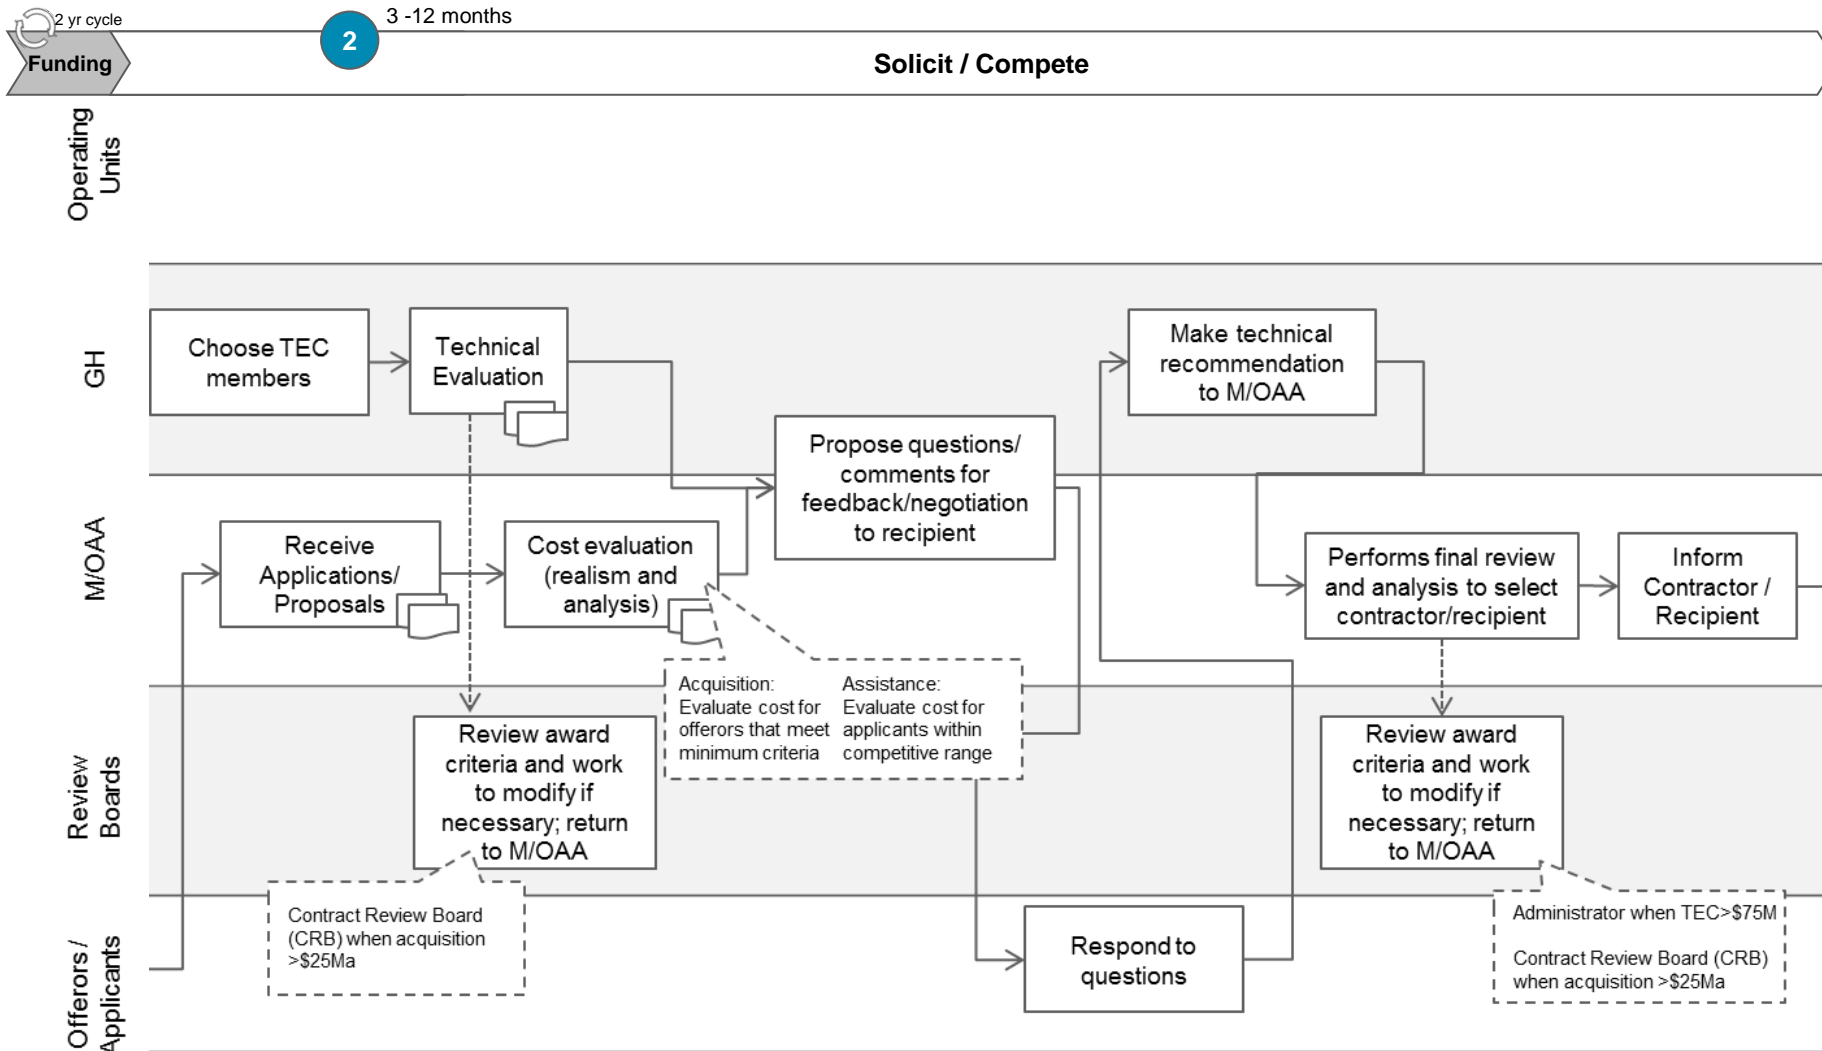 2 yr cycle
3 -12 months
2
Funding
Solicit / Compete
Operating
Units
GH
Choose TEC
members
Technical
Evaluation
Make technical
recommendation
to M/OAA
Propose questions/
comments for
feedback/negotiation
to recipient
M/OAA
Receive
Applications/
Proposals
Cost evaluation
(realism and
analysis)
Performs final review
and analysis to select
contractor/recipient
Inform
Contractor /
Recipient
Acquisition:
Evaluate cost for
offerors that meet
minimum criteria
Assistance:
Evaluate cost for
applicants within
competitive range
Review
Boards
Review award
criteria and work
to modify if
necessary; return
to M/OAA
Review award
criteria and work
to modify if
necessary; return
to M/OAA
Contract Review Board
(CRB) when acquisition
>$25Ma
Administrator when TEC>$75M
Contract Review Board (CRB)
when acquisition >$25Ma
Offerors /
Applicants
Respond to
questions